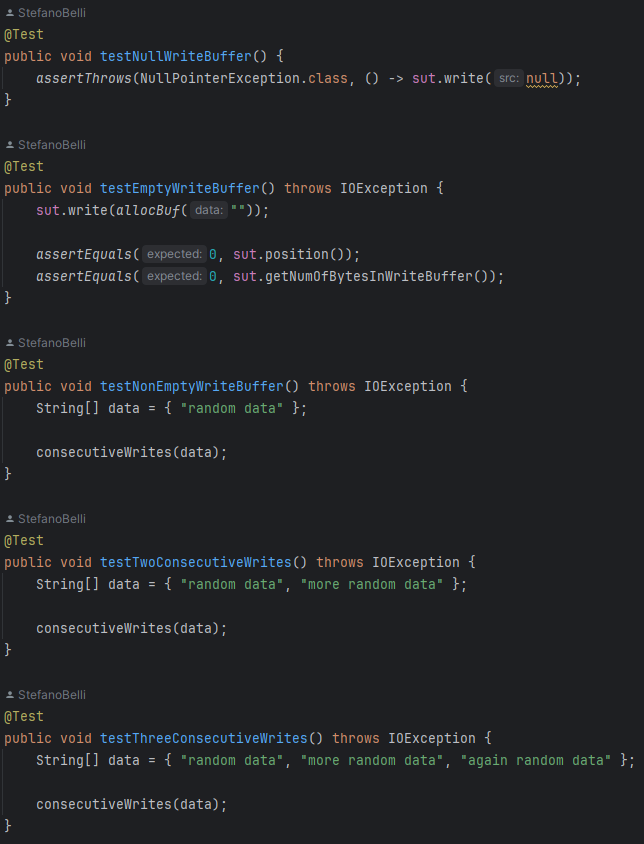 StefanoBelli
@Test
public void testNullWriteBuffer() {
assertThrows(NullPointerException.class, () -> sut.write( src: null));
}
StefanoBelli
@Test
public void testEmptyWriteBuffer() throws IOException {
sut.write(allocBuf( data: ""));
assertEquals( expected: 0, sut.position());
assertEquals( expected: 0, sut.getNumOfBytesInWriteBuffer());
}
StefanoBelli
@Test
public void testNonEmptyWriteBuffer() throws IOException {
String[] data = { "random data" };
consecutiveWrites(data);
}
StefanoBelli
@Test
public void testTwoConsecutiveWrites() throws IOException {
String[] data = { "random data", "more random data" };
consecutiveWrites(data);
}
StefanoBelli
@Test
public void testThreeConsecutiveWrites() throws IOException {
String[] data = { "random data", "more random data", "again random data" };
consecutiveWrites(data);
}